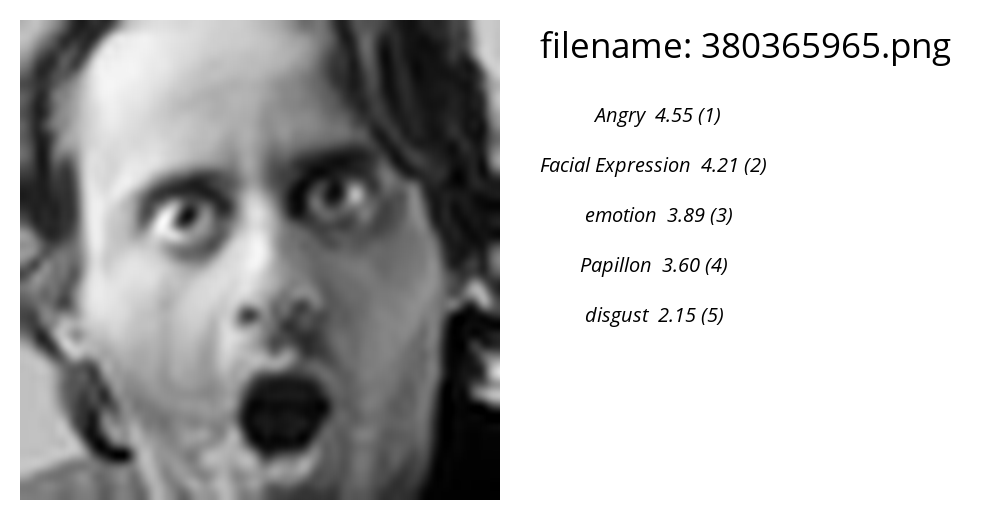 filename: 380365965.png
Angry 4.55 (1)
Facial Expression 4.21 (2)
emotion 3.89 (3)
Papillon 3.60 (4)
disgust 2.15 (5)